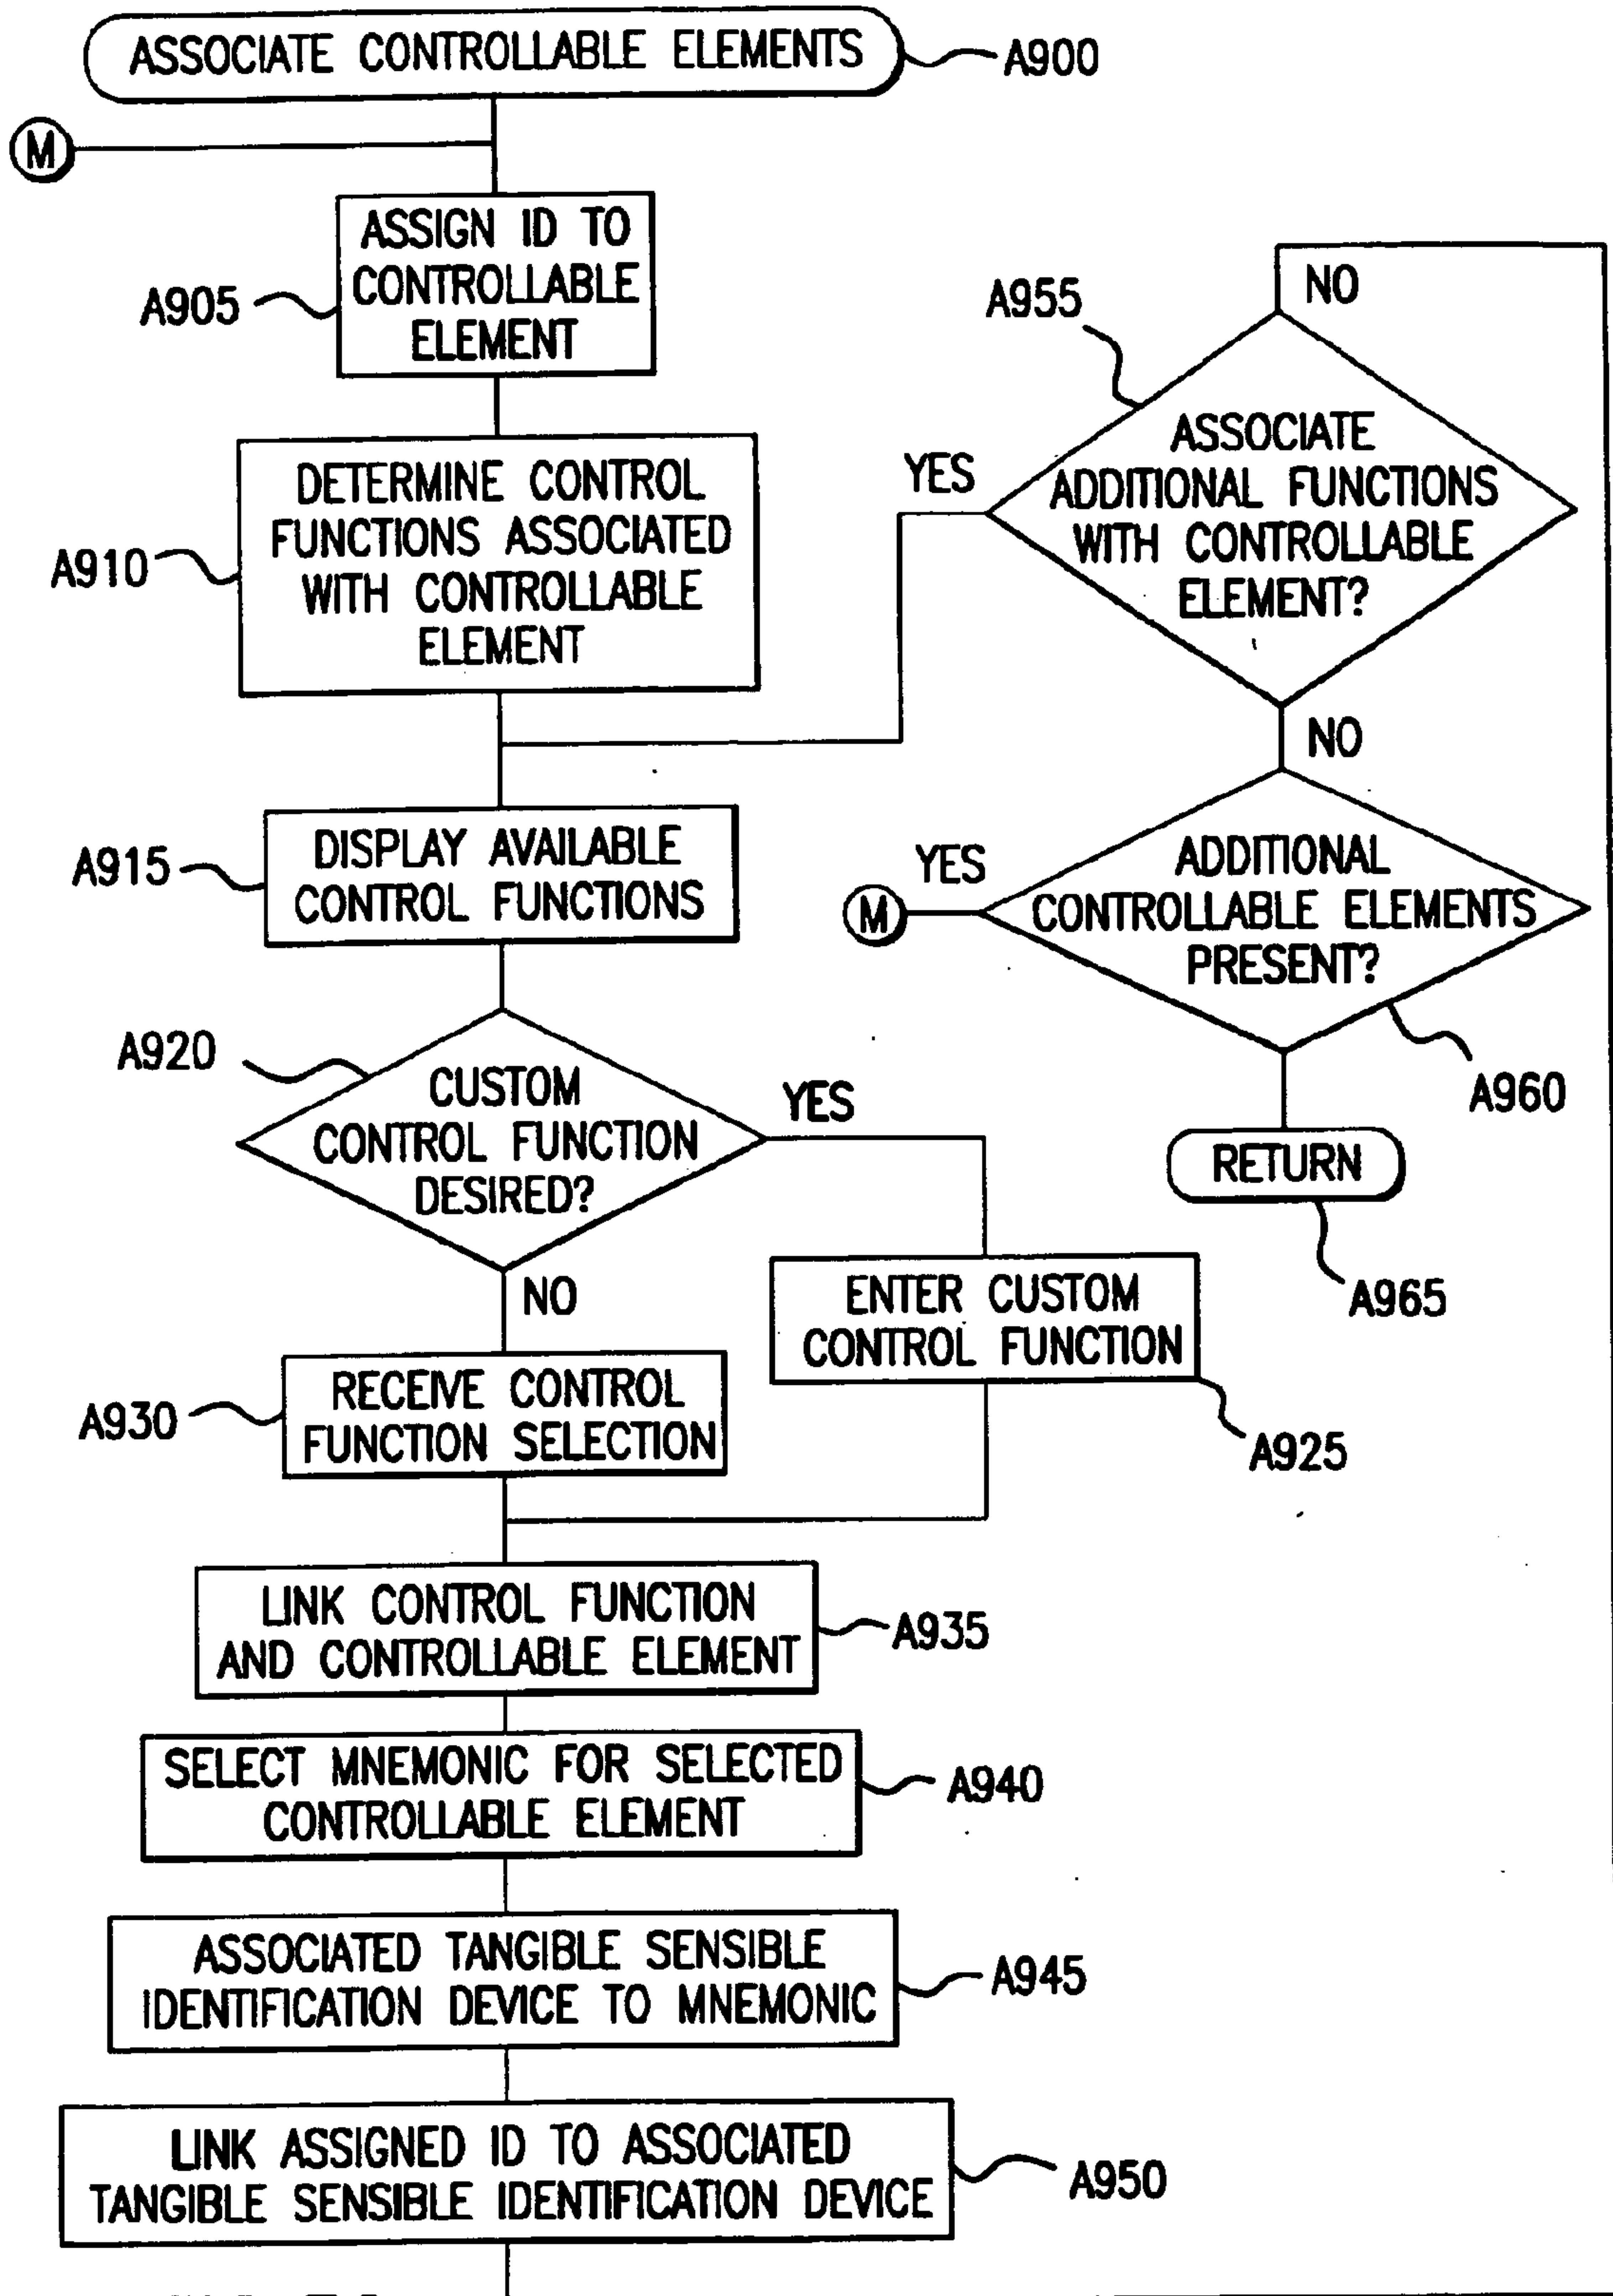 ASSOCIATE CONTROLLABLE ELEMENTS
A900
M
ASSIGN ID TO
CONTROLLABLE
ELEMENT
A905
DETERMINE CONTROL
FUNCTIONS ASSOCIATED
WITH CONTROLLABLE
ELEMENT
A910
DISPLAY AVAILABLE
CONTROL FUNCTIONS
A915
CUSTOM
CONTROL FUNCTION
DESIRED?
A920
YES
NO
ENTER CUSTOM
CONTROL FUNCTION
A925
RECEIVE CONTROL
FUNCTION SELECTION
A930
LINK CONTROL FUNCTION
AND CONTROLLABLE ELEMENT
A935
SELECT MNEMONIC FOR SELECTED
CONTROLLABLE ELEMENT
A940
ASSOCIATED TANGIBLE SENSIBLE
IDENTIFICATION DEVICE TO MNEMONIC
A945
LINK ASSIGNED ID TO ASSOCIATED
TANGIBLE SENSIBLE IDENTIFICATION DEVICE
A950
NO
A955
ASSOCIATE
ADDITIONAL FUNCTIONS
WITH CONTROLLABLE
ELEMENT?
YES
NO
ADDITIONAL
CONTROLLABLE ELEMENTS
PRESENT?
YES
M
A960
RETURN
A965